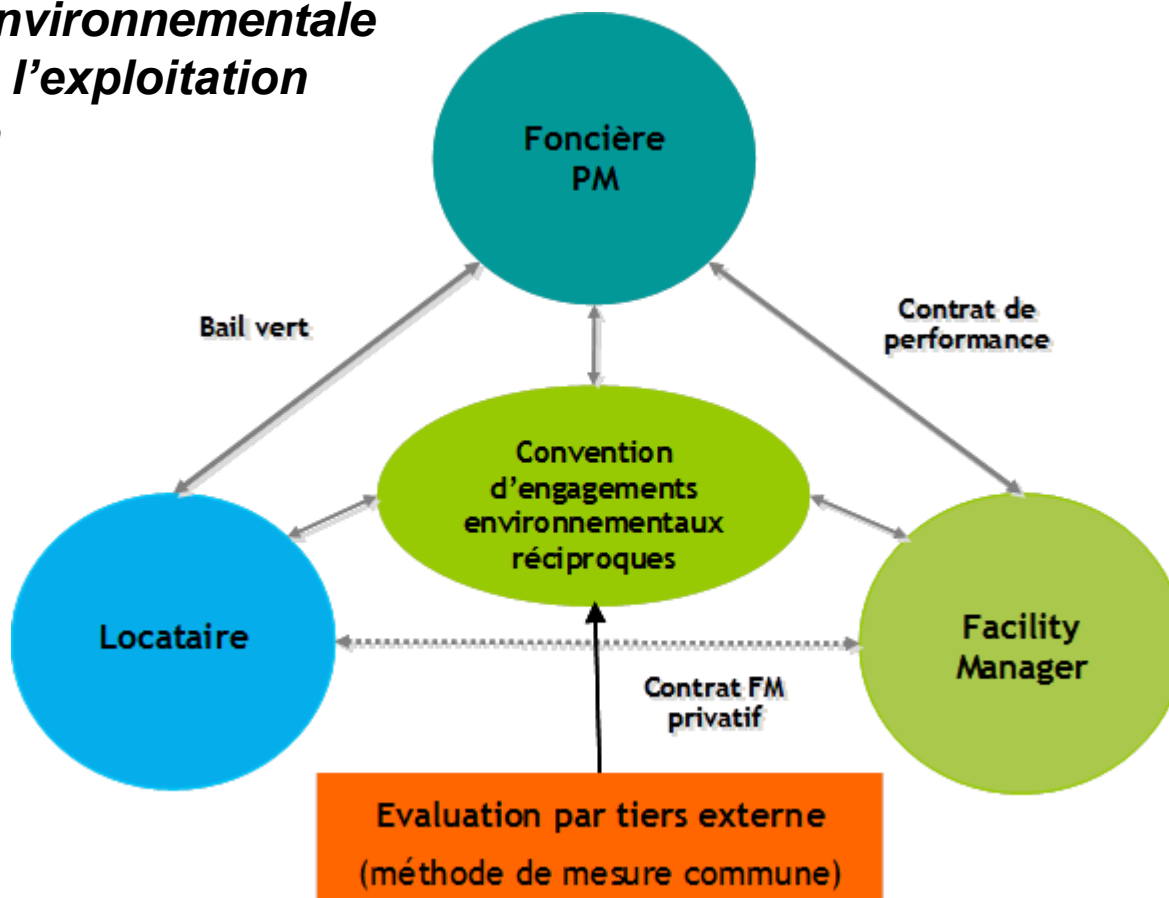 nvironnementale
l’exploitation
Foncière
PM
Bail vert
Contrat de
performance
Convention
d’engagements
environnementaux
réciproques
Locataire
Facility
Manager
Contrat FM
privatif
Evaluation par tiers externe
(méthode de mesure commune)